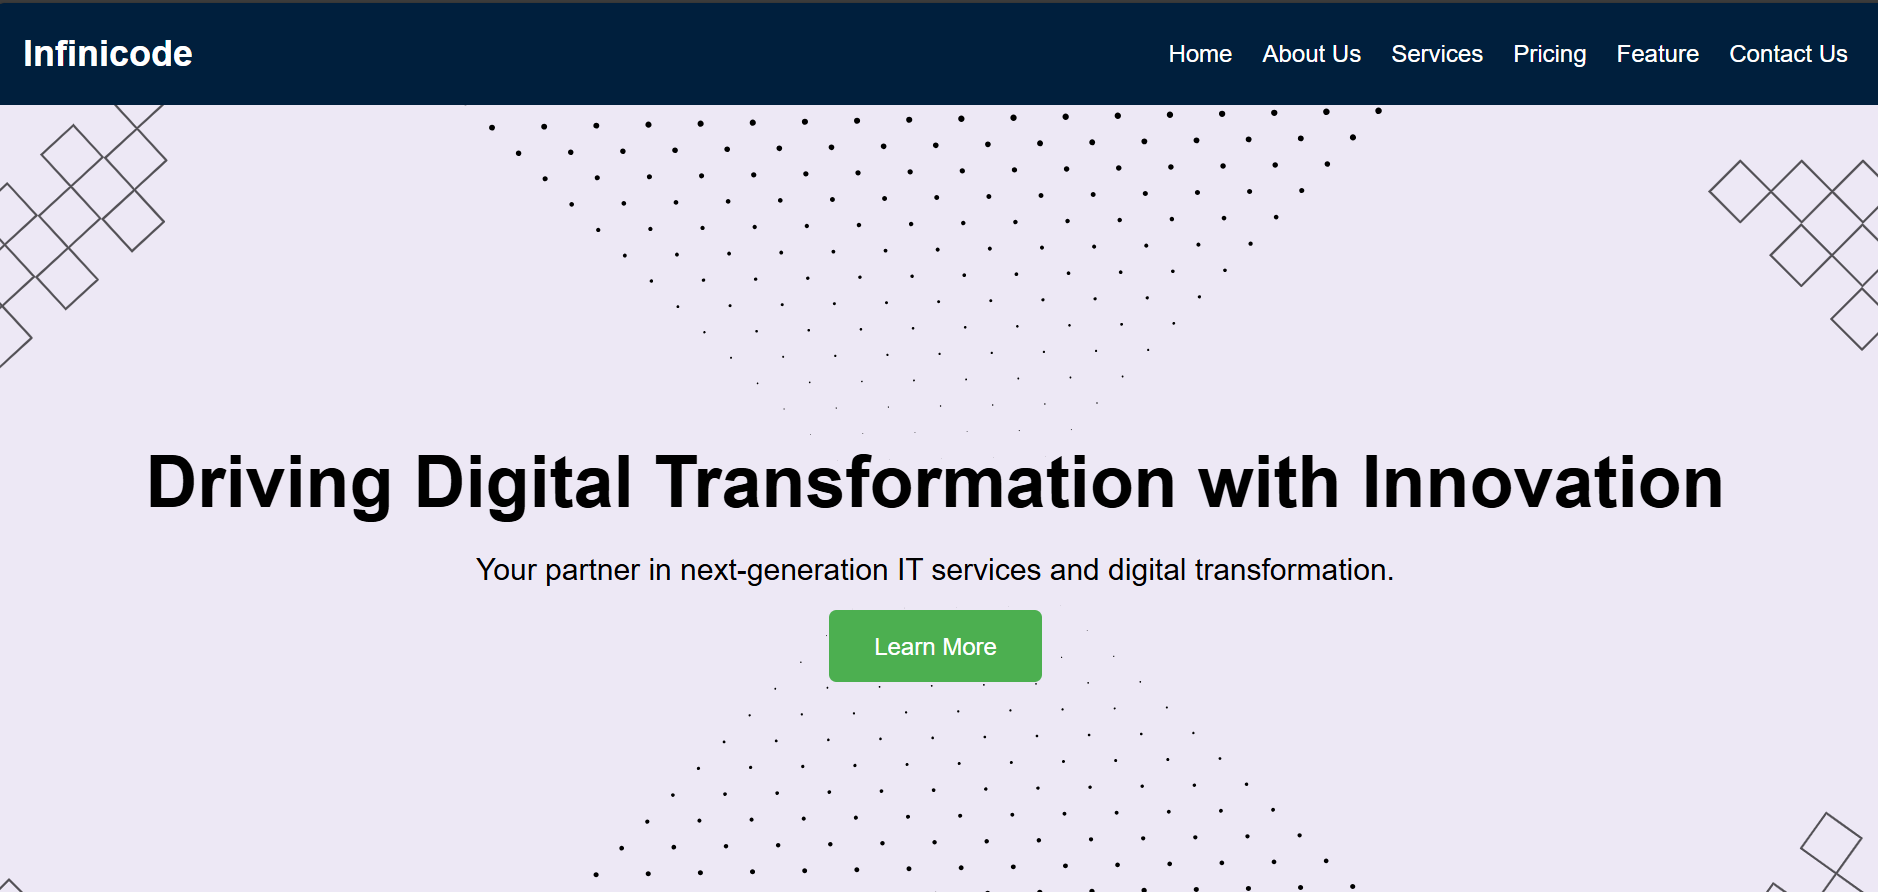 Infinicode
Home About Us Services Pricing Feature Contact Us
Driving Digital Transformation with Innovation
Your partner in next-generation IT services and digital transformation.
Learn More